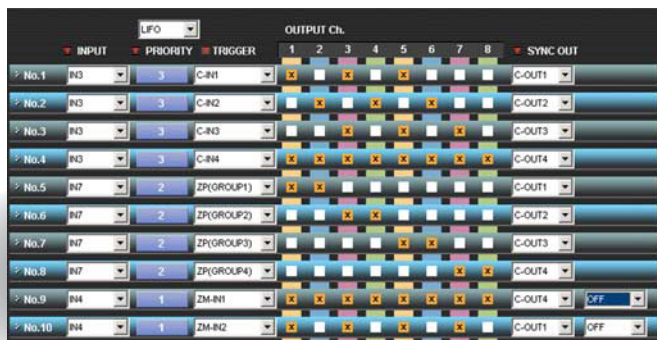 LIFO OUTPUT Ch.
INPUT PRIORITY TRIGGER 1 2 3 4 5 6 7 8 SYNC OUT
No.1 IN3 3 C-IN1 X X X C-OUT1
No.2 IN3 3 C-IN2 X X X C-OUT2
No.3 IN3 3 C-IN3 X X X C-OUT3
No.4 IN3 3 C-IN4 X X X X X X X X C-OUT4
No.5 IN7 2 ZP(GROUP1) X X C-OUT1
No.6 IN7 2 ZP(GROUP2) X X C-OUT2
No.7 IN7 2 ZP(GROUP3) X X C-OUT3
No.8 IN7 2 ZP(GROUP4) X X C-OUT4
No.9 IN4 1 ZM-IN1 X X X X X X X X C-OUT4 OFF
No.10 IN4 1 ZM-IN2 X X X X C-OUT1 OFF